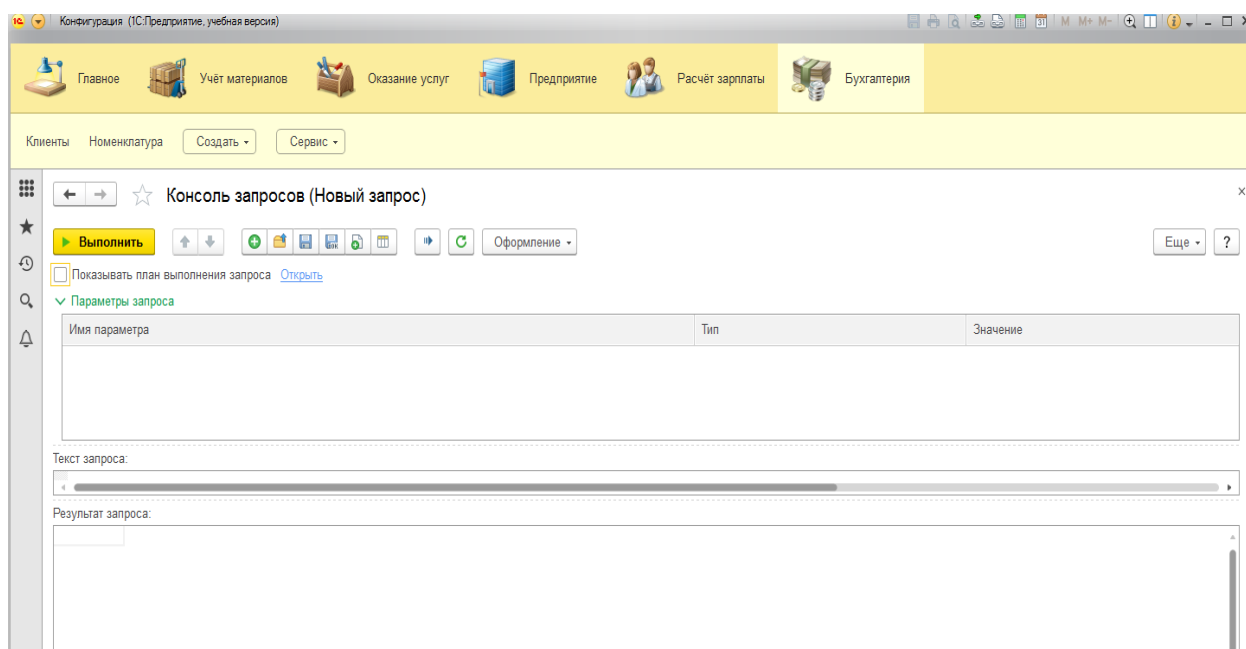 Конфигурация (1С:Предприятие, учебная версия) M M+ M-
Главное Учёт материалов Оказание услуг Предприятие Расчёт зарплаты Бухгалтерия
Клиенты Номенклатура Создать Сервис
Консоль запросов (Новый запрос)
Выполнить Оформление Еще ?
Показывать план выполнения запроса Открыть
Параметры запроса
Имя параметра Тип Значение
Текст запроса:
Результат запроса: